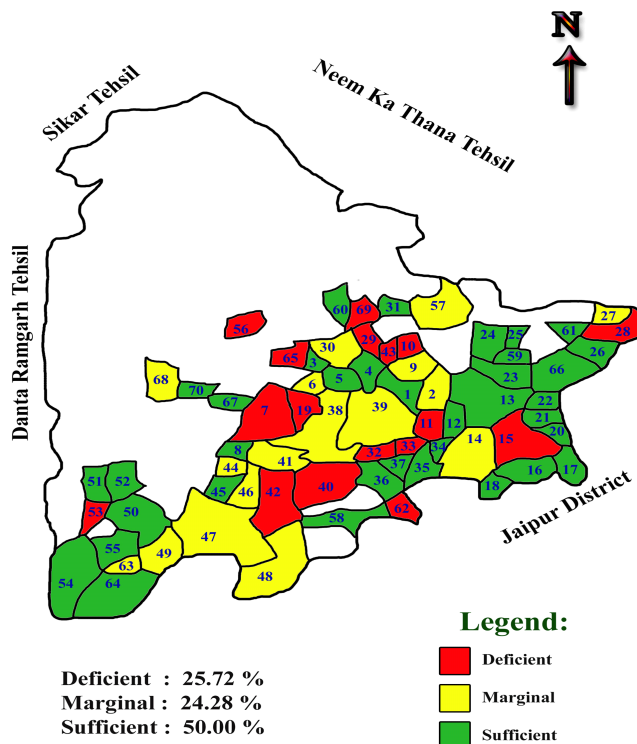 N
Sikar Tehsil
Neem Ka Thana Tehsil
Danta Ramgarh Tehsil
57
60 69 31
27
56
29
24 25 61 28
30 43 10
65 3 59 26
68 9
5 4 23 66
70 6
67 1 2 13 22
7 19 38 39
21
11 12
20
14 15
8 33 34
32
41 37
44 35 16 17
51 52 36
42 40 18
45 46
53 50 62
58
47
55 49
63
54 64 48
Jaipur District
Legend:
Deficient
Marginal
Sufficient
Deficient : 25.72 %
Marginal : 24.28 %
Sufficient : 50.00 %